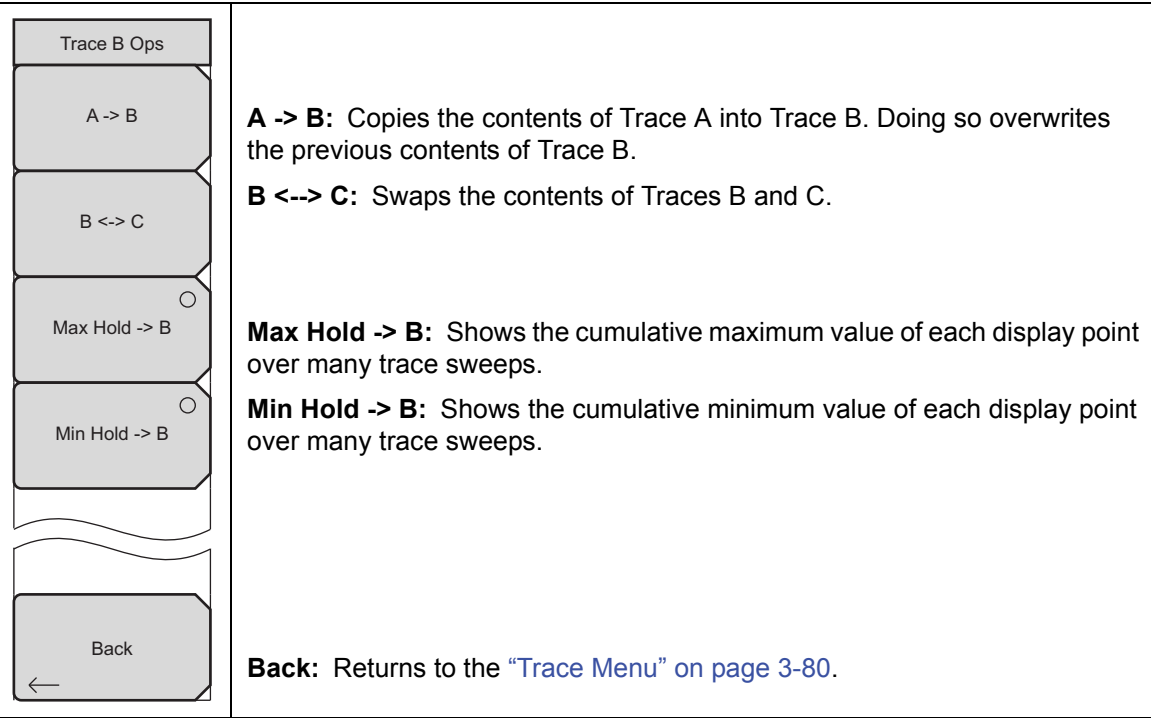 Trace B Ops
A -> B
B <-> C
Max Hold -> B
Min Hold -> B
Back
A -> B: Copies the contents of Trace A into Trace B. Doing so overwrites
the previous contents of Trace B.
B <--> C: Swaps the contents of Traces B and C.
Max Hold -> B: Shows the cumulative maximum value of each display point
over many trace sweeps.
Min Hold -> B: Shows the cumulative minimum value of each display point
over many trace sweeps.
Back: Returns to the “Trace Menu” on page 3-80.